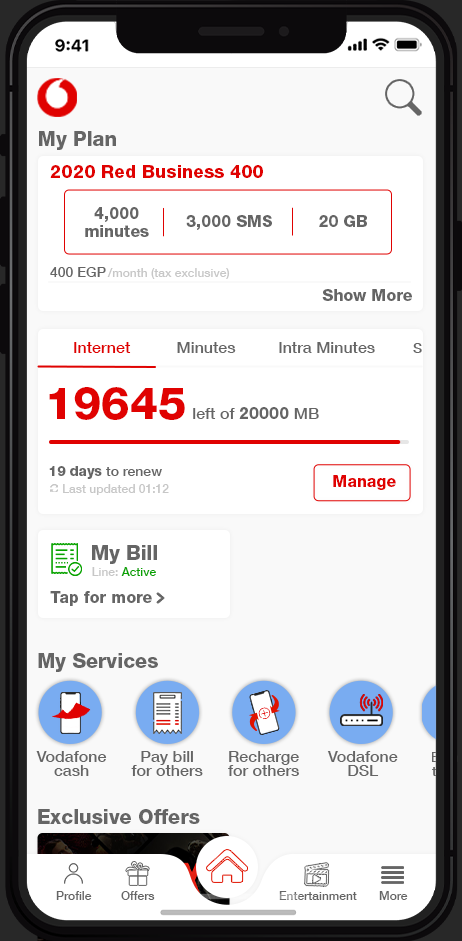 9:41
My Plan
2020 Red Business 400
4,000 minutes
3,000 SMS
20 GB
400 EGP /month (tax exclusive)
Show More
Internet
Minutes
Intra Minutes
S
19645 left of 20000 MB
19 days to renew
Last updated 01:12
Manage
My Bill
Line: Active
Tap for more >
My Services
Vodafone cash
Pay bill for others
Recharge for others
Vodafone DSL
Exclusive Offers
Profile
Offers
Entertainment
More